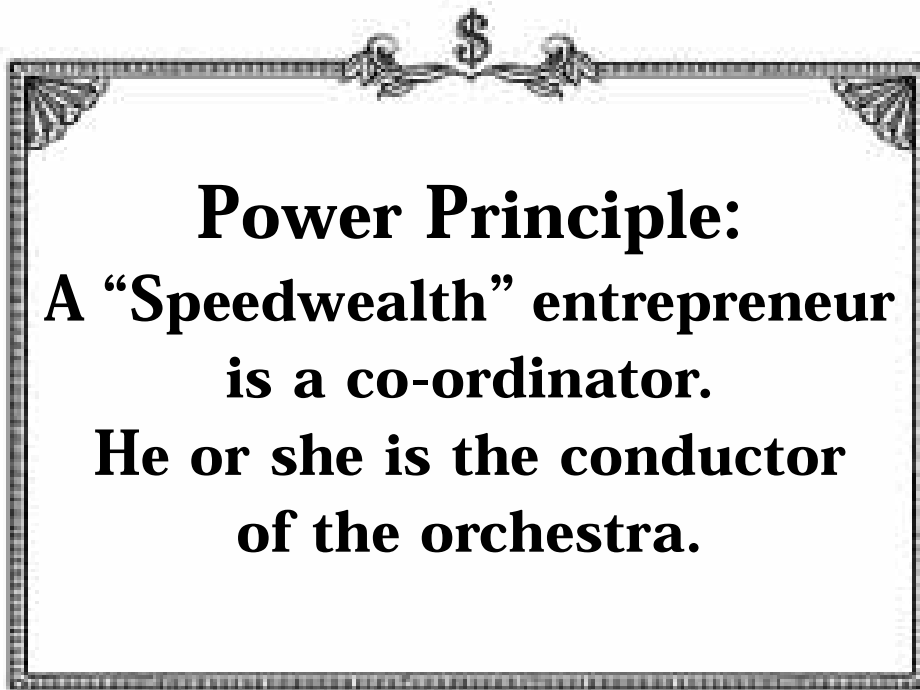 $
Power Principle:
A “Speedwealth” entrepreneur
is a co-ordinator.
He or she is the conductor
of the orchestra.